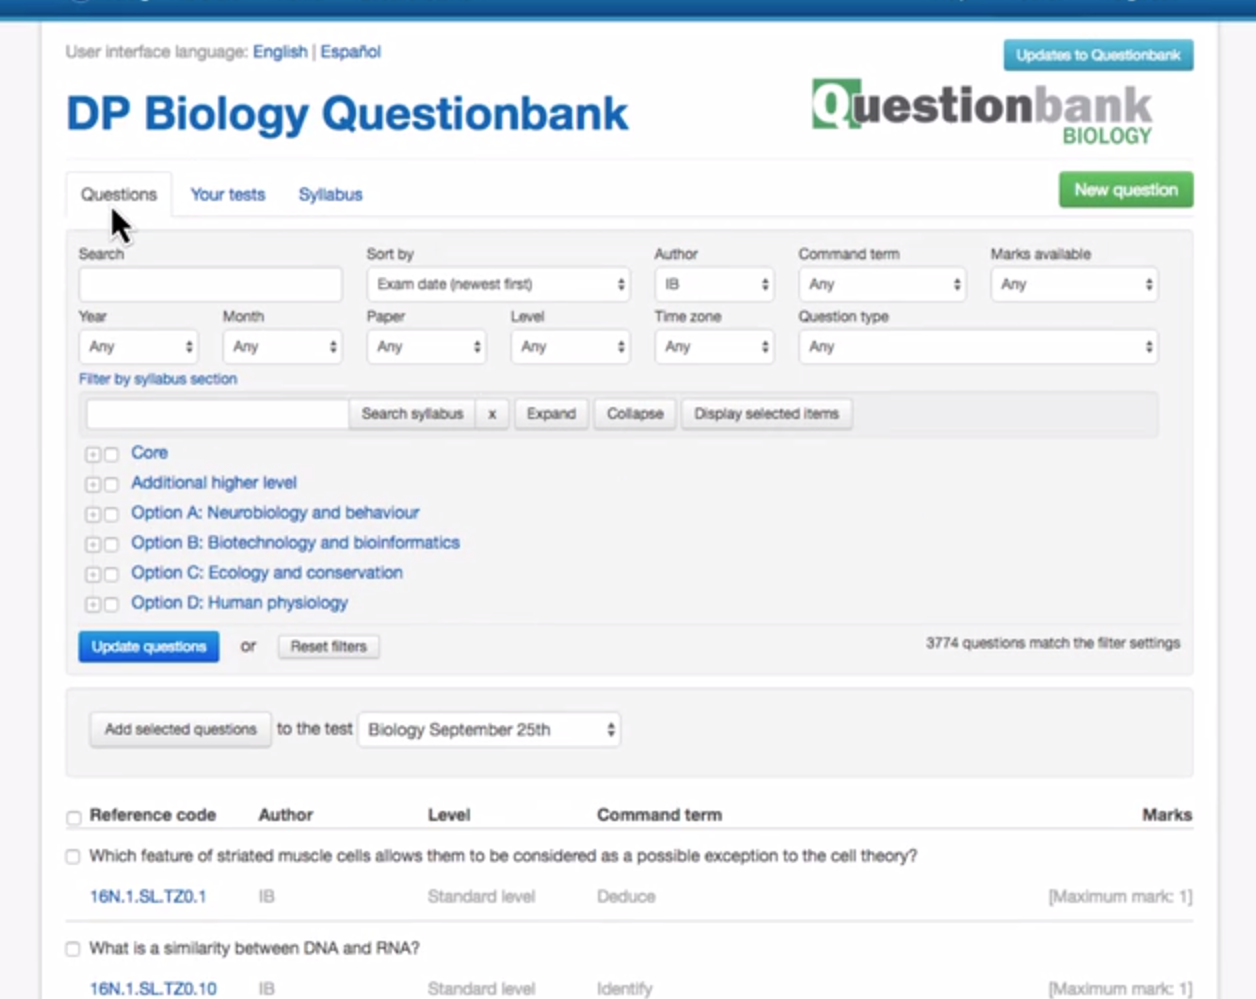 User interface language: English | Español
Updates to Questionbank
DP Biology Questionbank
Questionbank
BIOLOGY
Questions Your tests Syllabus
New question
Search Sort by Author Command term Marks available
Exam date (newest first) IB Any Any
Year Month Paper Level Time zone Question type
Any Any Any Any Any Any
Filter by syllabus section
Search syllabus x Expand Collapse Display selected items
Core
Additional higher level
Option A: Neurobiology and behaviour
Option B: Biotechnology and bioinformatics
Option C: Ecology and conservation
Option D: Human physiology
Update questions or Reset filters 3774 questions match the filter settings
Add selected questions to the test Biology September 25th
Reference code Author Level Command term Marks
Which feature of striated muscle cells allows them to be considered as a possible exception to the cell theory?
16N.1.SL.TZ0.1 IB Standard level Deduce [Maximum mark: 1]
What is a similarity between DNA and RNA?
16N.1.SL.TZ0.10 IB Standard level Identify [Maximum mark: 1]